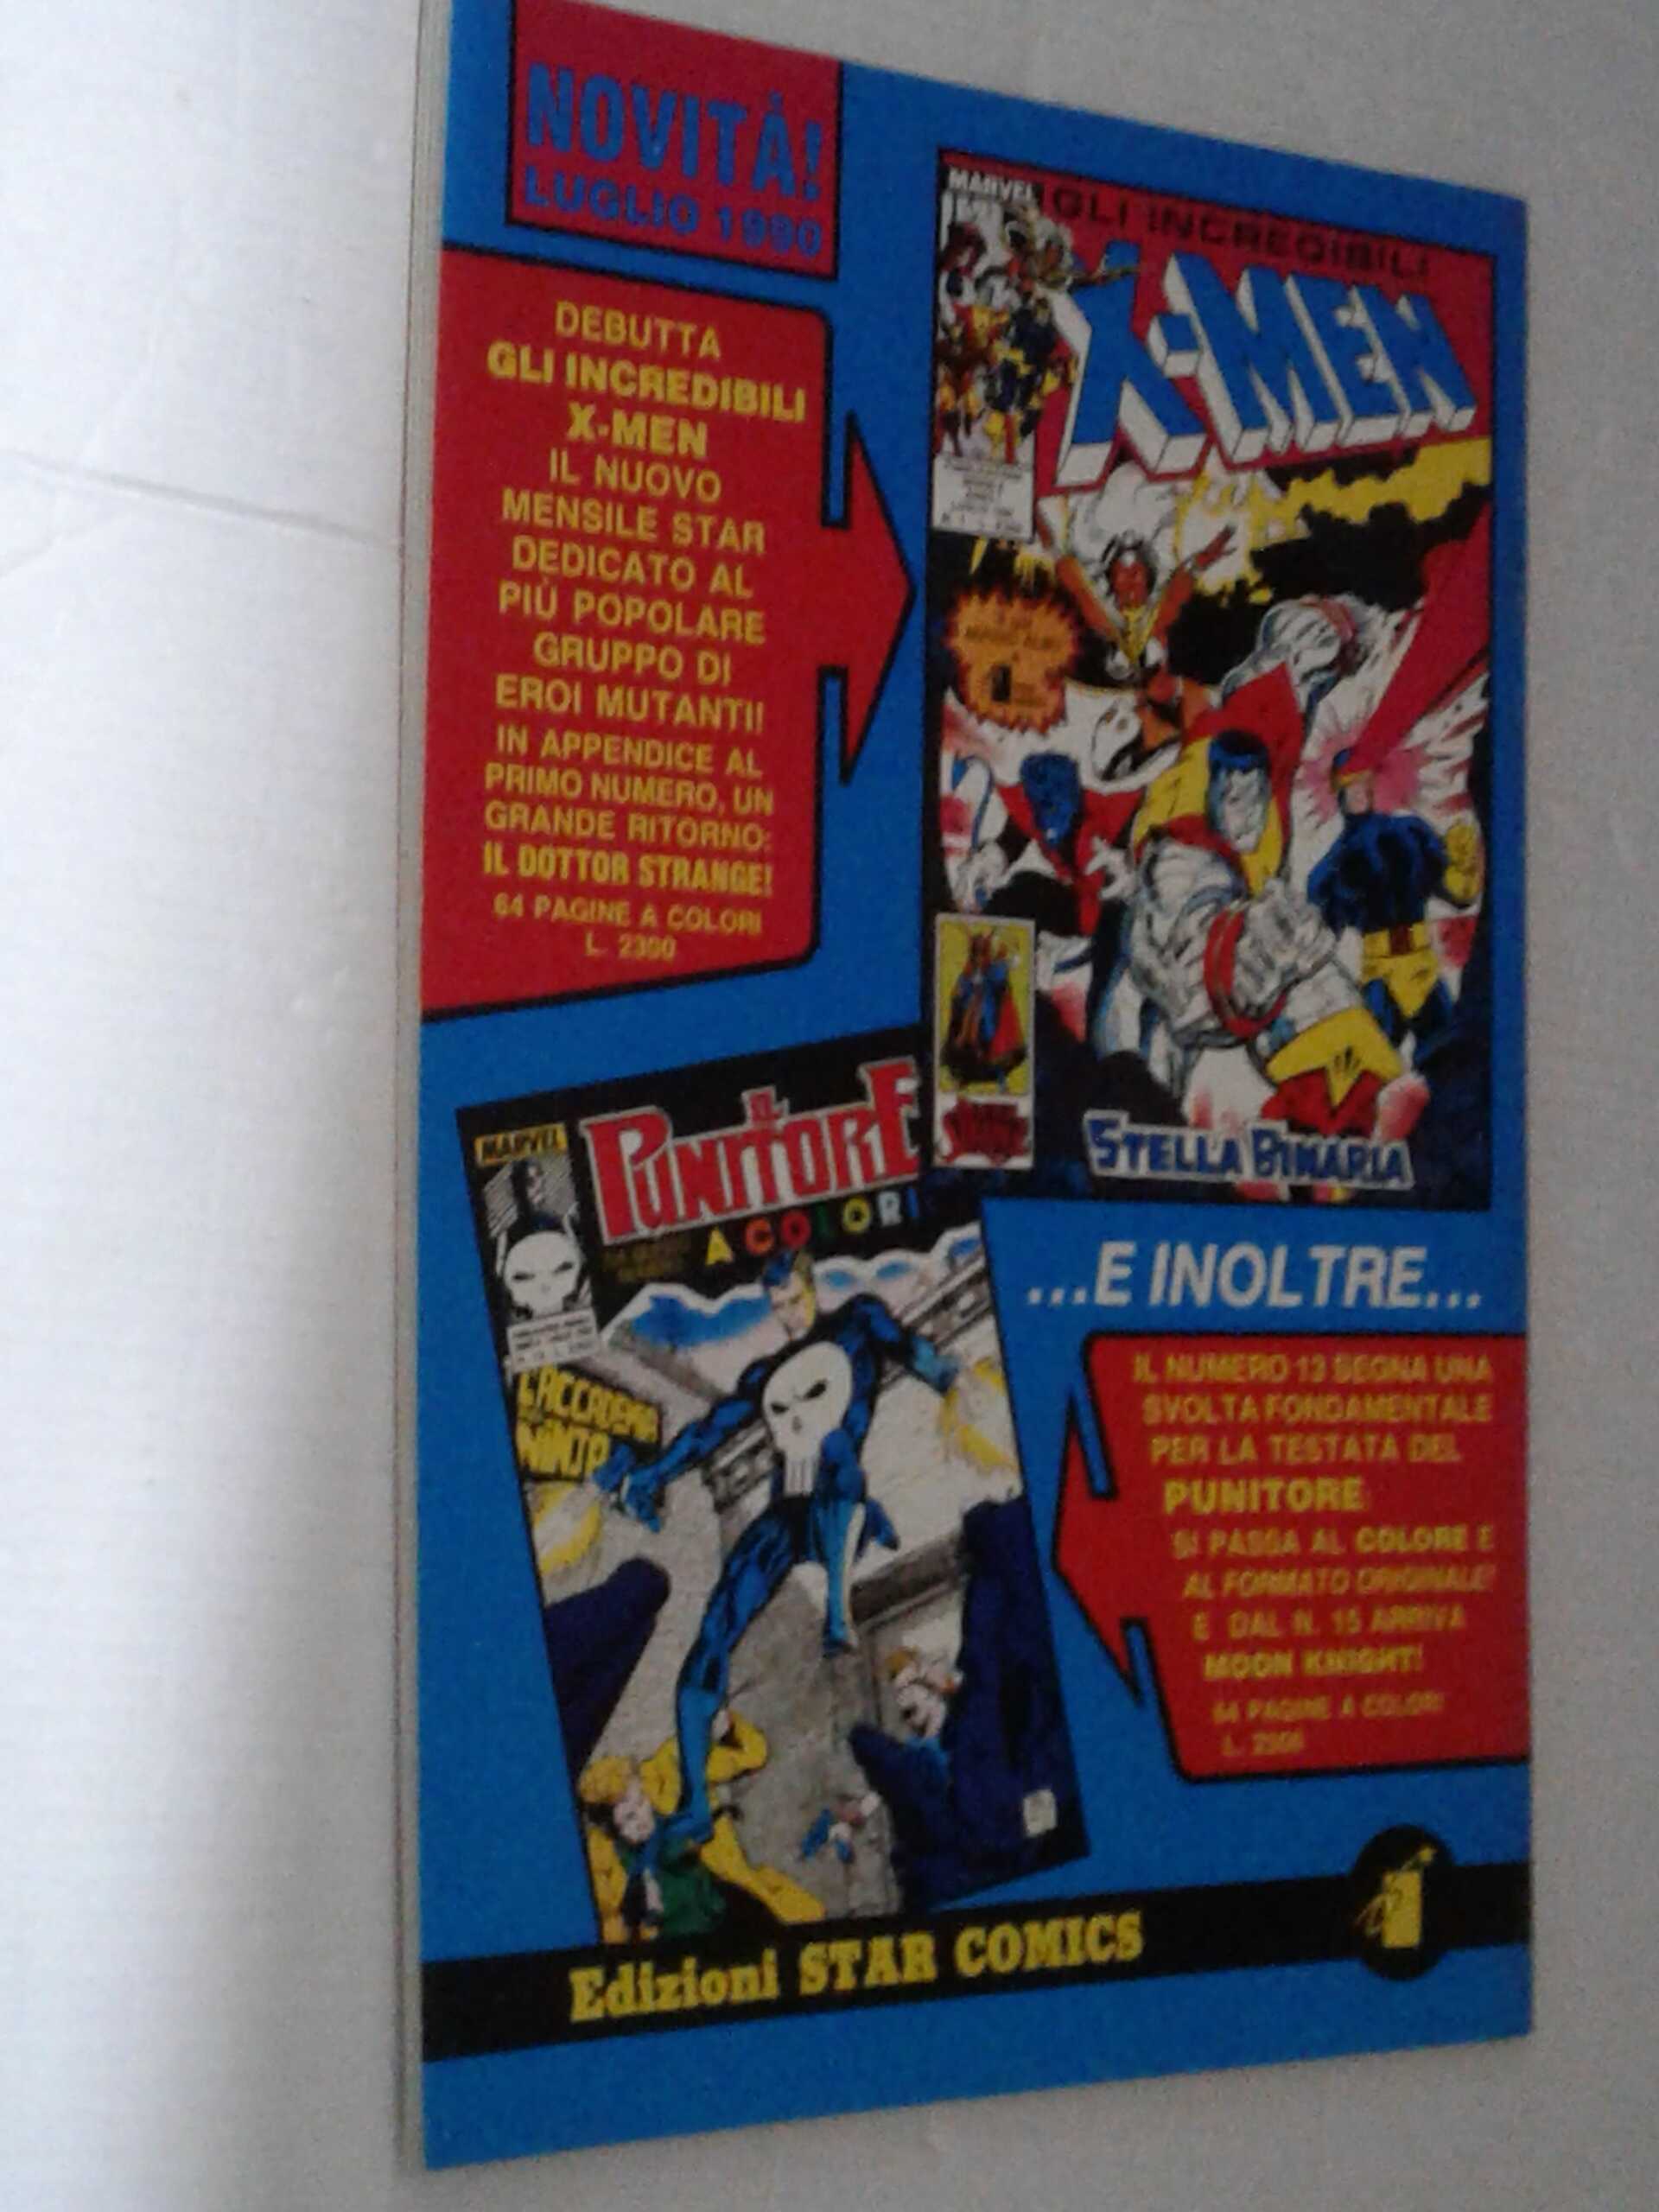 NOVITÀ!
LUGLIO 1990
DEBUTTA
GLI INCREDIBILI
X-MEN
IL NUOVO
MENSILE STAR
DEDICATO AL
PIÙ POPOLARE
GRUPPO DI
EROI MUTANTI!
IN APPENDICE AL
PRIMO NUMERO, UN
GRANDE RITORNO:
IL DOTTOR STRANGE!
64 PAGINE A COLORI
L. 2300
MARVEL
GLI INCREDIBILI
X-MEN
STELLA BINARIA
MARVEL
IL
PUNITORE
A COLORI
L'ACCADEMIA
NINJA
...E INOLTRE...
IL NUMERO 13 SEGNA UNA
SVOLTA FONDAMENTALE
PER LA TESTATA DEL
PUNITORE
SI PASSA AL COLORE E
AL FORMATO ORIGINALE!
E DAL N. 15 ARRIVA
MOON KNIGHT!
64 PAGINE A COLORI
L. 2300
Edizioni STAR COMICS